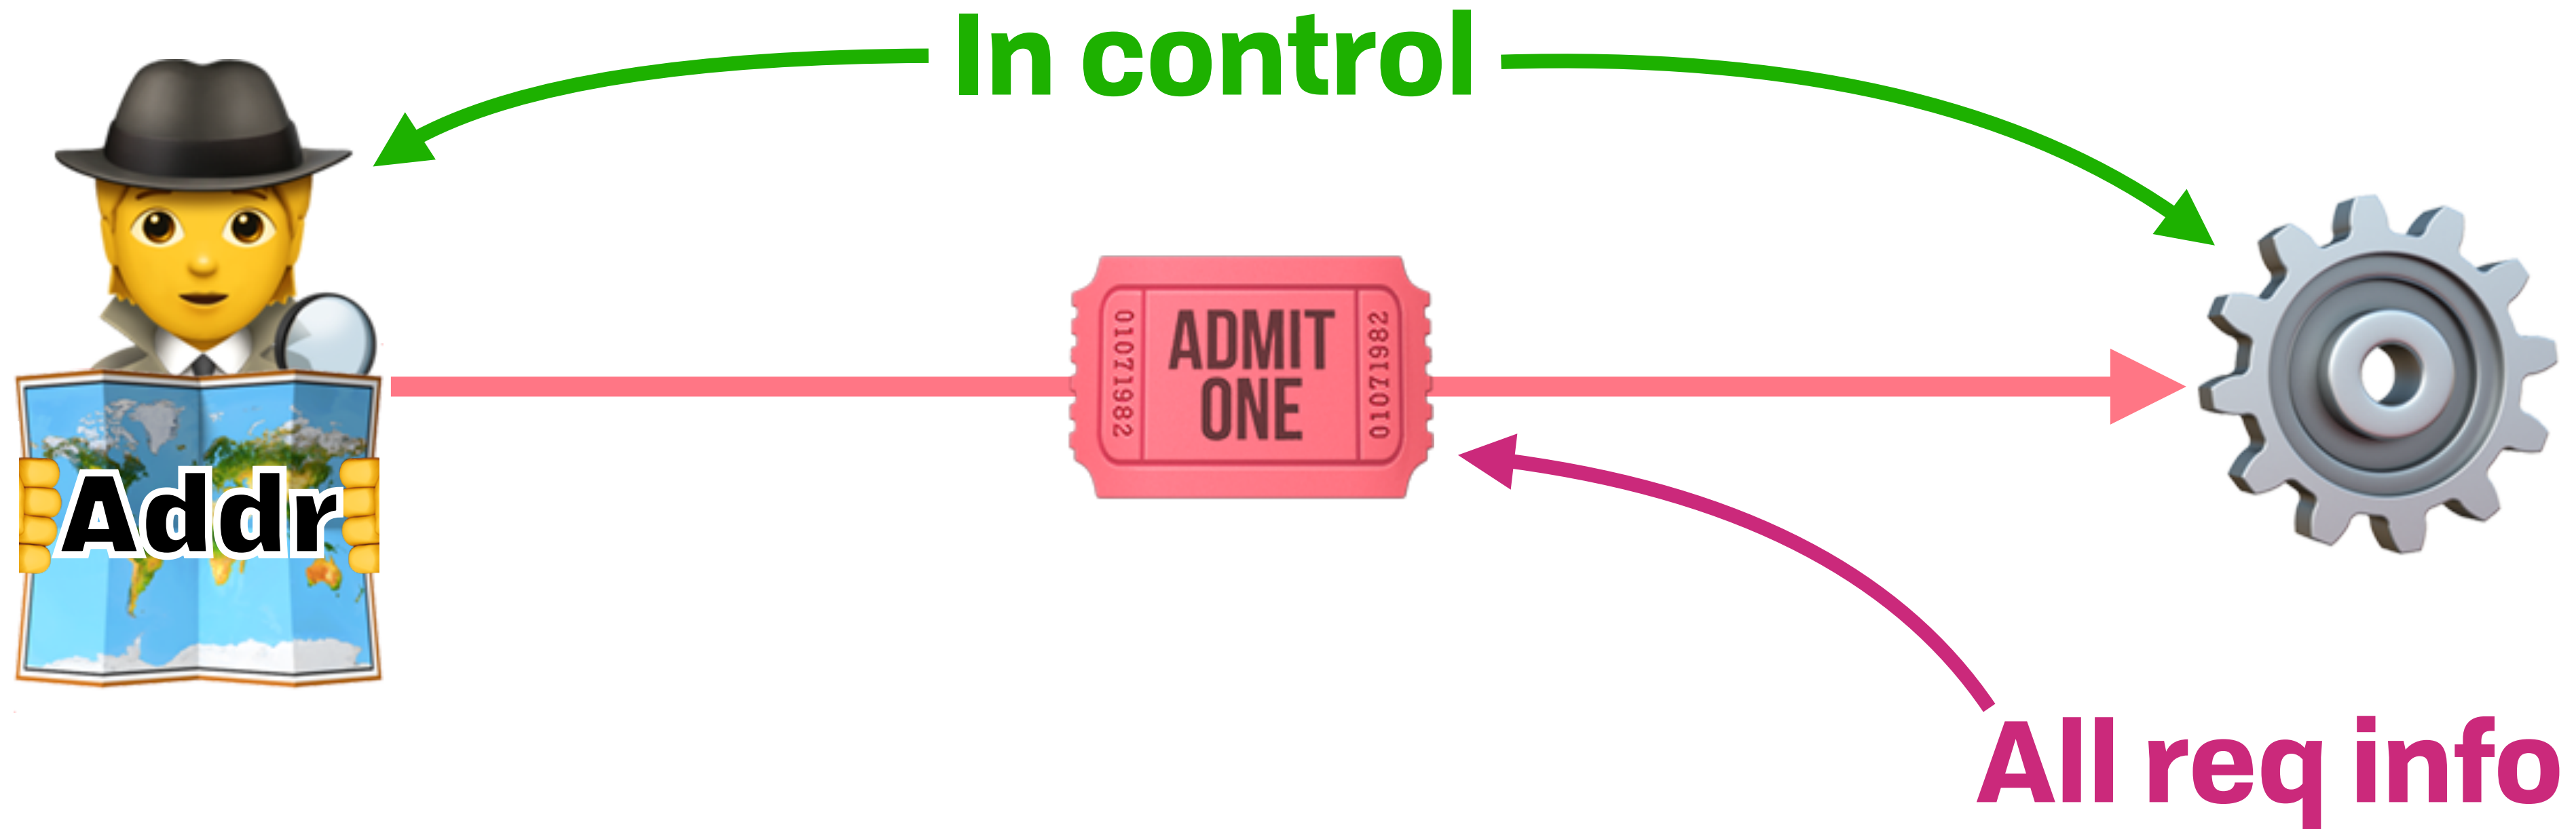 In control
01071982
ADMIT
ONE
01071982
Addr
All req info